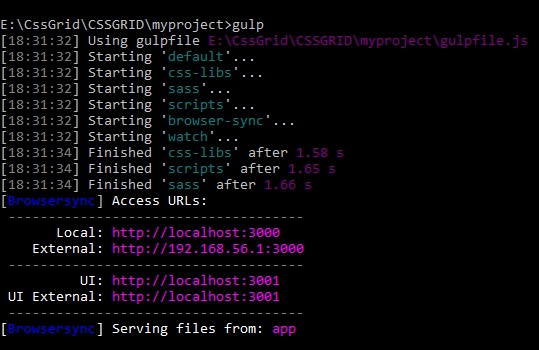 E:\CssGrid\CSSGRID\myproject>gulp
[18:31:32] Using gulpfile E:\CssGrid\CSSGRID\myproject\gulpfile.js
[18:31:32] Starting 'default'...
[18:31:32] Starting 'css-libs'...
[18:31:32] Starting 'sass'...
[18:31:32] Starting 'scripts'...
[18:31:32] Starting 'browser-sync'...
[18:31:32] Starting 'watch'...
[18:31:34] Finished 'css-libs' after 1.58 s
[18:31:34] Finished 'scripts' after 1.65 s
[18:31:34] Finished 'sass' after 1.66 s
[Browsersync] Access URLs:
-------------------------------------
Local: http://localhost:3000
External: http://192.168.56.1:3000
-------------------------------------
UI: http://localhost:3001
UI External: http://localhost:3001
-------------------------------------
[Browsersync] Serving files from: app